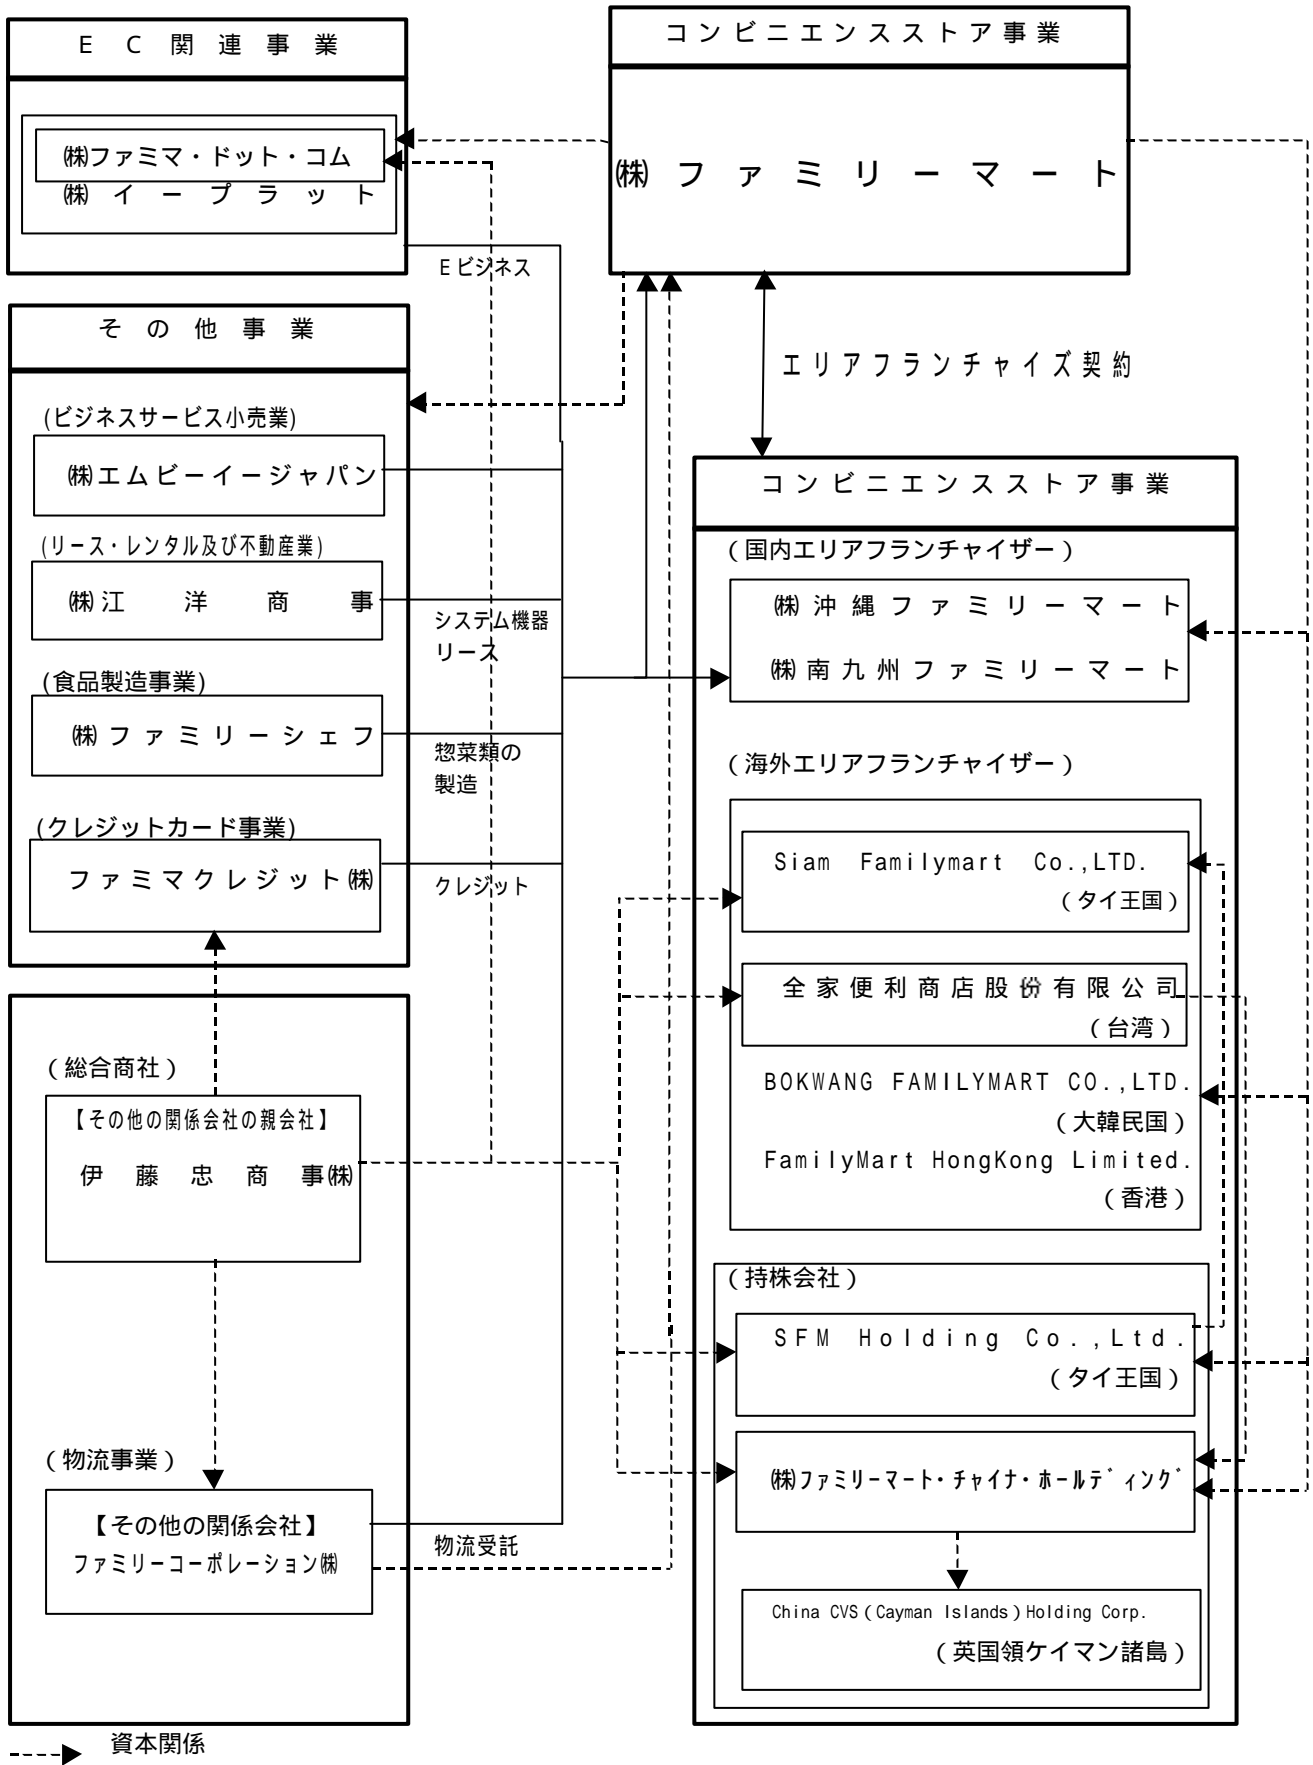 ＥＣ関連事業
㈱ファミマ・ドット・コム
㈱イープラット
コンビニエンスストア事業
㈱ファミリーマート
Ｅビジネス
その他事業
(ビジネスサービス小売業)
㈱エムビーイージャパン
(リース・レンタル及び不動産業)
㈱江洋商事
システム機器
リース
(食品製造事業)
㈱ファミリーシェフ
惣菜類の
製造
(クレジットカード事業)
ファミマクレジット㈱
クレジット
エリアフランチャイズ契約
コンビニエンスストア事業
（国内エリアフランチャイザー）
㈱沖縄ファミリーマート
㈱南九州ファミリーマート
（海外エリアフランチャイザー）
Siam Familymart Co.,LTD.
（タイ王国）
全家便利商店股份有限公司
（台湾）
BOKWANG FAMILYMART CO.,LTD.
（大韓民国）
FamilyMart HongKong Limited.
（香港）
（持株会社）
SFM Holding Co.,Ltd.
（タイ王国）
㈱ファミリーマート・チャイナ・ホールディング
China CVS（Cayman Islands）Holding Corp.
（英国領ケイマン諸島）
（総合商社）
【その他の関係会社の親会社】
伊藤忠商事㈱
（物流事業）
【その他の関係会社】
ファミリーコーポレーション㈱
物流受託
資本関係